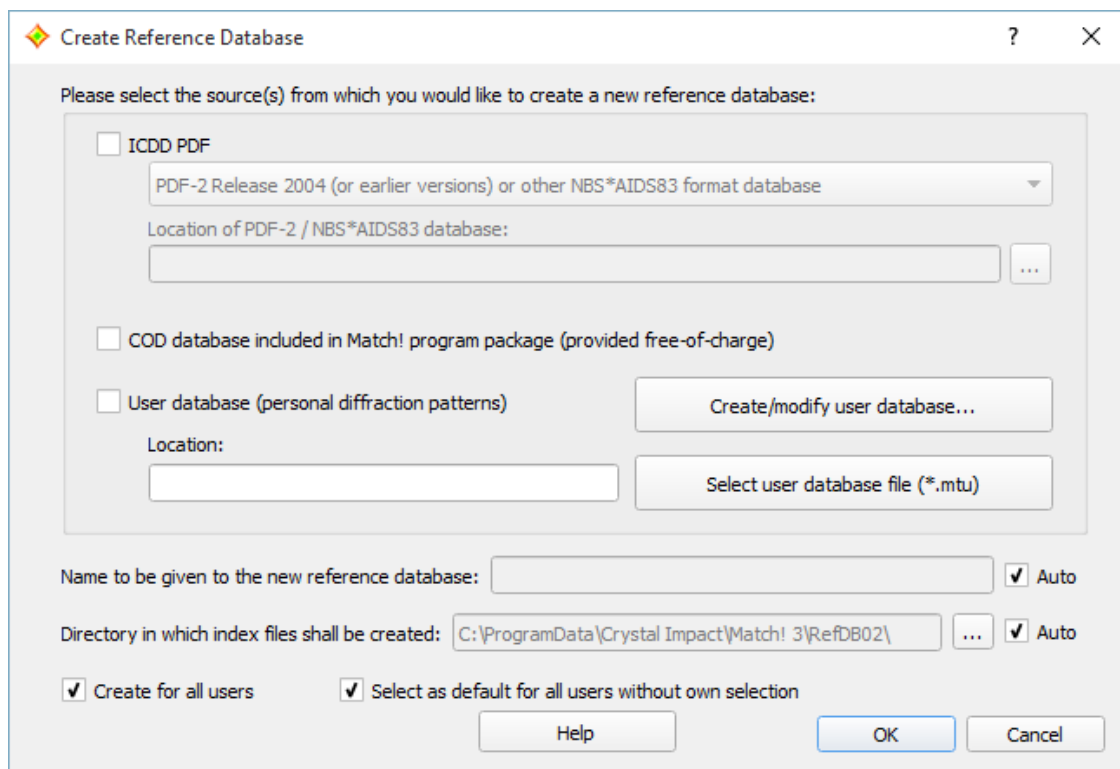 Create Reference Database
?
Please select the source(s) from which you would like to create a new reference database:
ICDD PDF
PDF-2 Release 2004 (or earlier versions) or other NBS*AIDS83 format database
Location of PDF-2 / NBS*AIDS83 database:
...
COD database included in Match! program package (provided free-of-charge)
User database (personal diffraction patterns)
Create/modify user database...
Location:
Select user database file (*.mtu)
Name to be given to the new reference database:
Auto
Directory in which index files shall be created: C:\ProgramData\Crystal Impact\Match! 3\RefDB02\ ... Auto
Create for all users Select as default for all users without own selection
Help OK Cancel